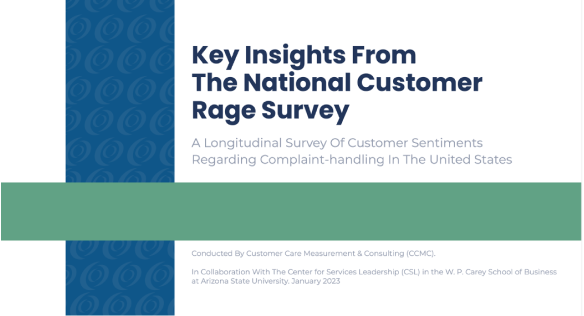 Key Insights From
The National Customer
Rage Survey
A Longitudinal Survey Of Customer Sentiments
Regarding Complaint-handling In The United States
Conducted By Customer Care Measurement & Consulting (CCMC).
In Collaboration With The Center for Services Leadership (CSL) in the W. P. Carey School of Business
at Arizona State University. January 2023